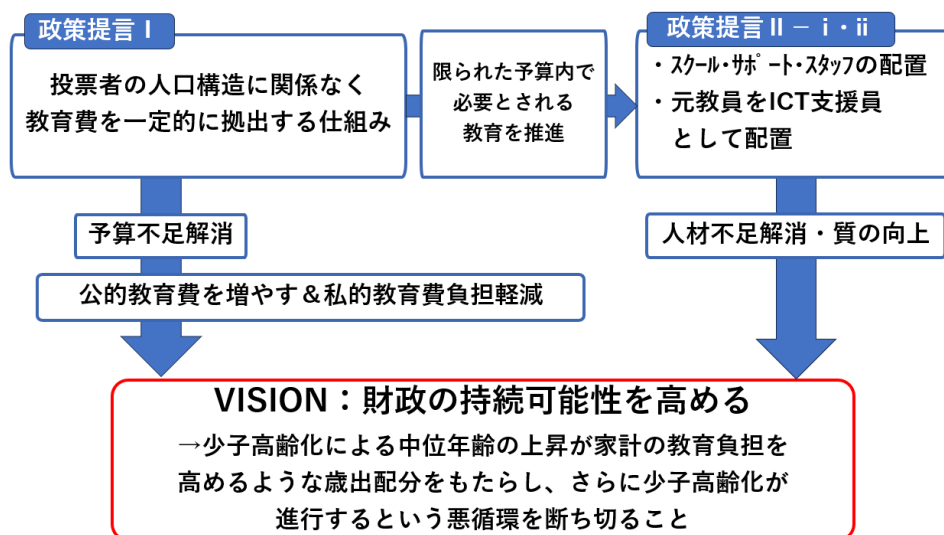 政策提言Ⅰ
投票者の人口構造に関係なく
教育費を一定的に拠出する仕組み
限られた予算内で
必要とされる
教育を推進
政策提言Ⅱ－ⅰ・ⅱ
・ｽｸｰﾙ・ｻﾎﾟｰﾄ・ｽﾀｯﾌの配置
・元教員をICT支援員
として配置
予算不足解消
公的教育費を増やす＆私的教育費負担軽減
人材不足解消・質の向上
VISION：財政の持続可能性を高める
→少子高齢化による中位年齢の上昇が家計の教育負担を
高めるような歳出配分をもたらし、さらに少子高齢化が
進行するという悪循環を断ち切ること